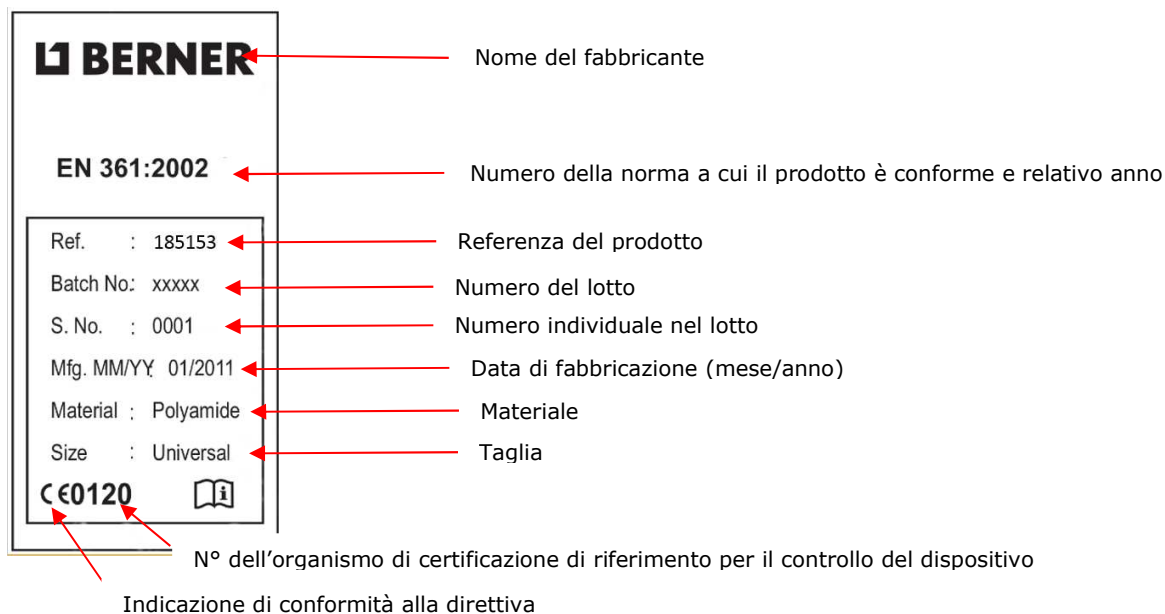 BERNER
Nome del fabbricante
EN 361:2002
Numero della norma a cui il prodotto è conforme e relativo anno
Ref. : 185153
Referenza del prodotto
Batch No.: xxxxx
Numero del lotto
S. No. : 0001
Numero individuale nel lotto
Mfg. MM/YY: 01/2011
Data di fabbricazione (mese/anno)
Material : Polyamide
Materiale
Size : Universal
Taglia
CE0120
N° dell’organismo di certificazione di riferimento per il controllo del dispositivo
Indicazione di conformità alla direttiva